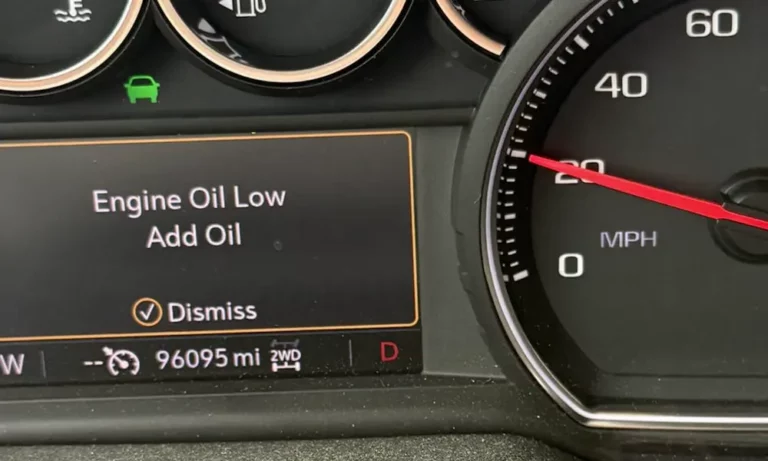 60
40
20
Engine Oil Low
Add Oil
MPH
0
Dismiss
W -- 96095 mi 2WD D